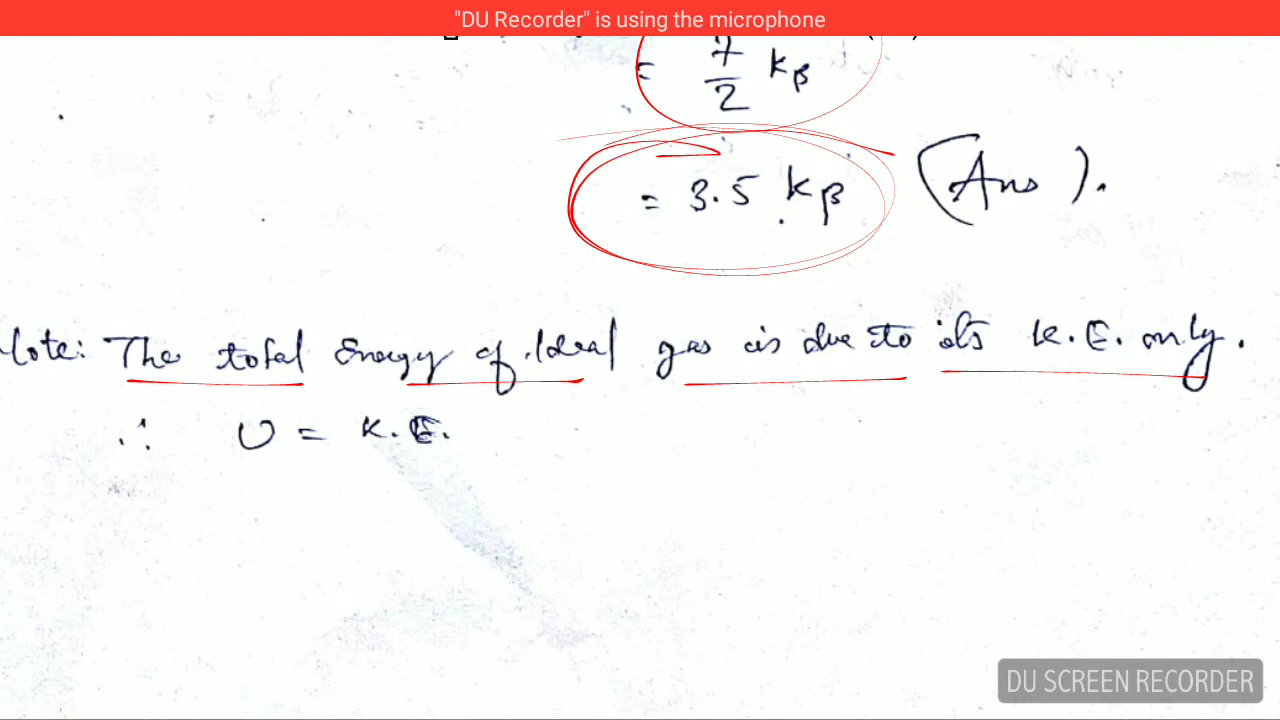 "DU Recorder" is using the microphone
= 7/2 kβ
= 3.5 kβ (Ans).
Note: The total Energy of Ideal gas is due to its K.E. only.
∴ U = K.E.
DU SCREEN RECORDER